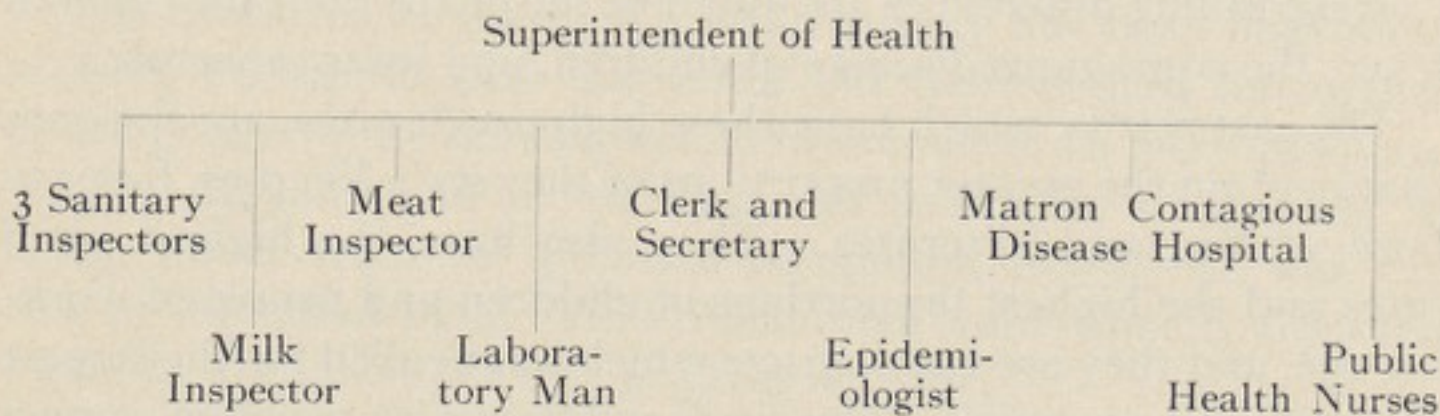 Superintendent of Health
3 Sanitary
Inspectors
Meat
Inspector
Clerk and
Secretary
Matron Contagious
Disease Hospital
Milk
Inspector
Labora-
tory Man
Epidemi-
ologist
Public
Health Nurses